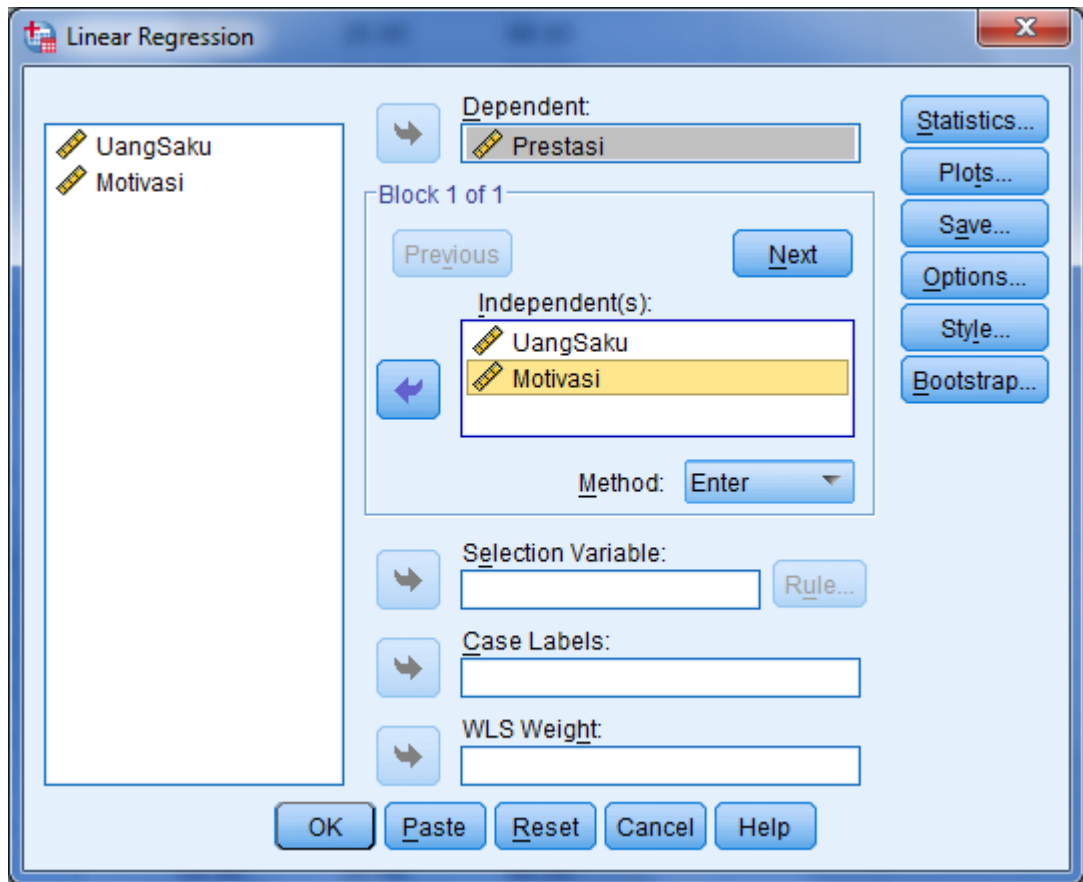 Linear Regression
UangSaku
Motivasi
Dependent:
Prestasi
Block 1 of 1
Previous
Next
Independent(s):
UangSaku
Motivasi
Method: Enter
Selection Variable:
Rule...
Case Labels:
WLS Weight:
Statistics...
Plots...
Save...
Options...
Style...
Bootstrap...
OK Paste Reset Cancel Help